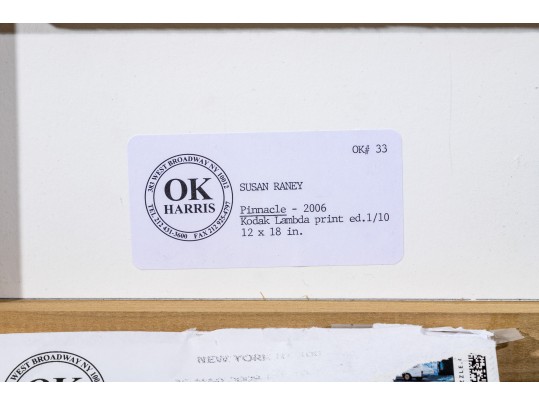 OK# 33
383 WEST BROADWAY NY 10012
OK
HARRIS
TEL 212 431-3600 FAX 212 925-4797
SUSAN RANEY
Pinnacle - 2006
Kodak Lambda print ed.1/10
12 x 18 in.
WEST BROADWAY NY
OK
NEW YORK